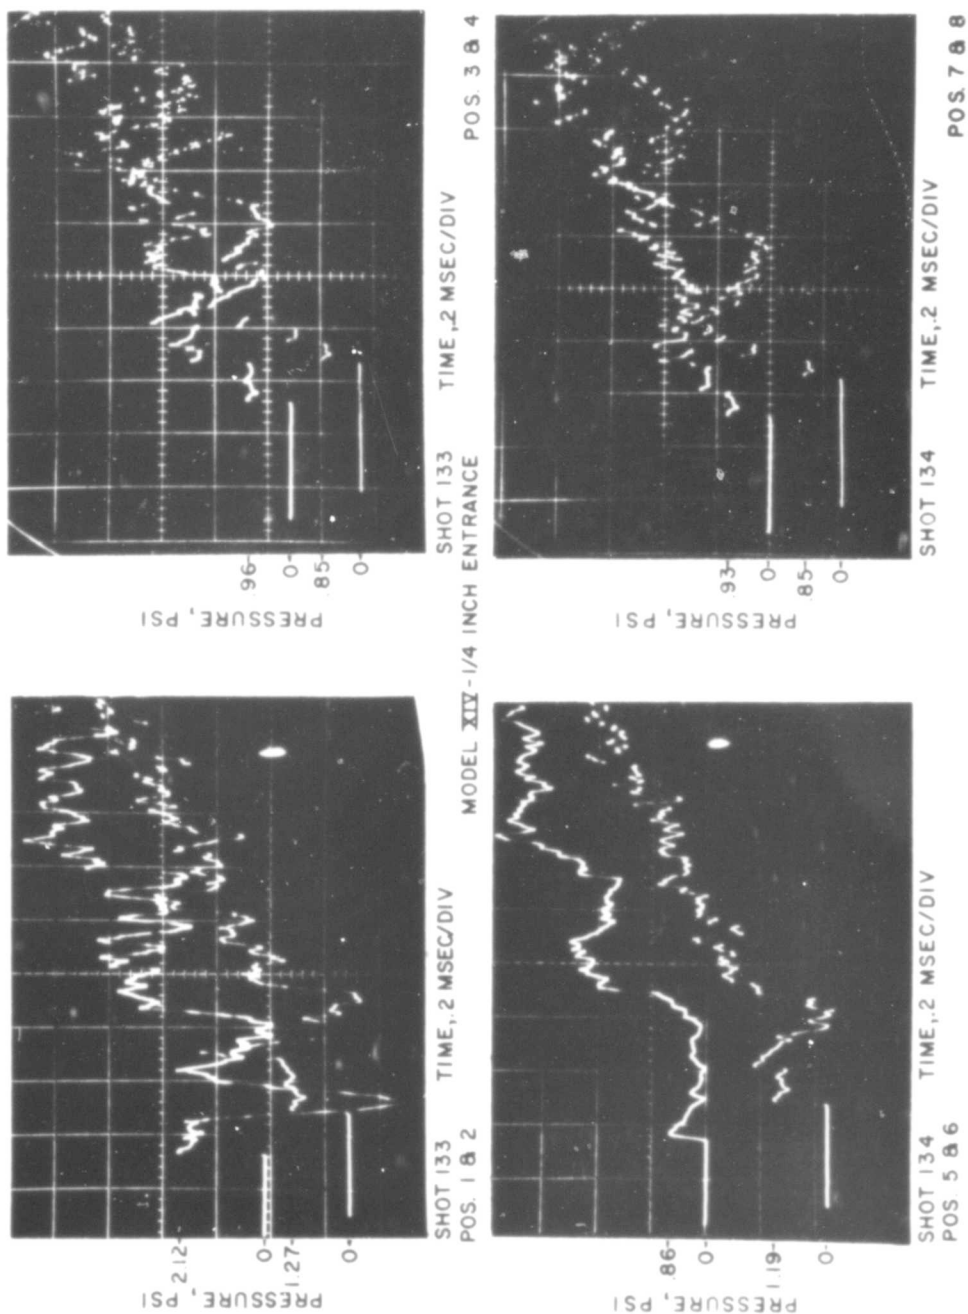 PRESSURE, PSI
2.12
0
1.27
0
SHOT 133
TIME, .2 MSEC/DIV
POS. 1 & 2
PRESSURE, PSI
.96
0
.85
0
SHOT 133
TIME, .2 MSEC/DIV
POS. 3 & 4
MODEL XIV - 1/4 INCH ENTRANCE
PRESSURE, PSI
.86
0
1.19
0
SHOT 134
TIME, .2 MSEC/DIV
POS. 5 & 6
PRESSURE, PSI
.93
0
.85
0
SHOT 134
TIME, .2 MSEC/DIV
POS. 7 & 8